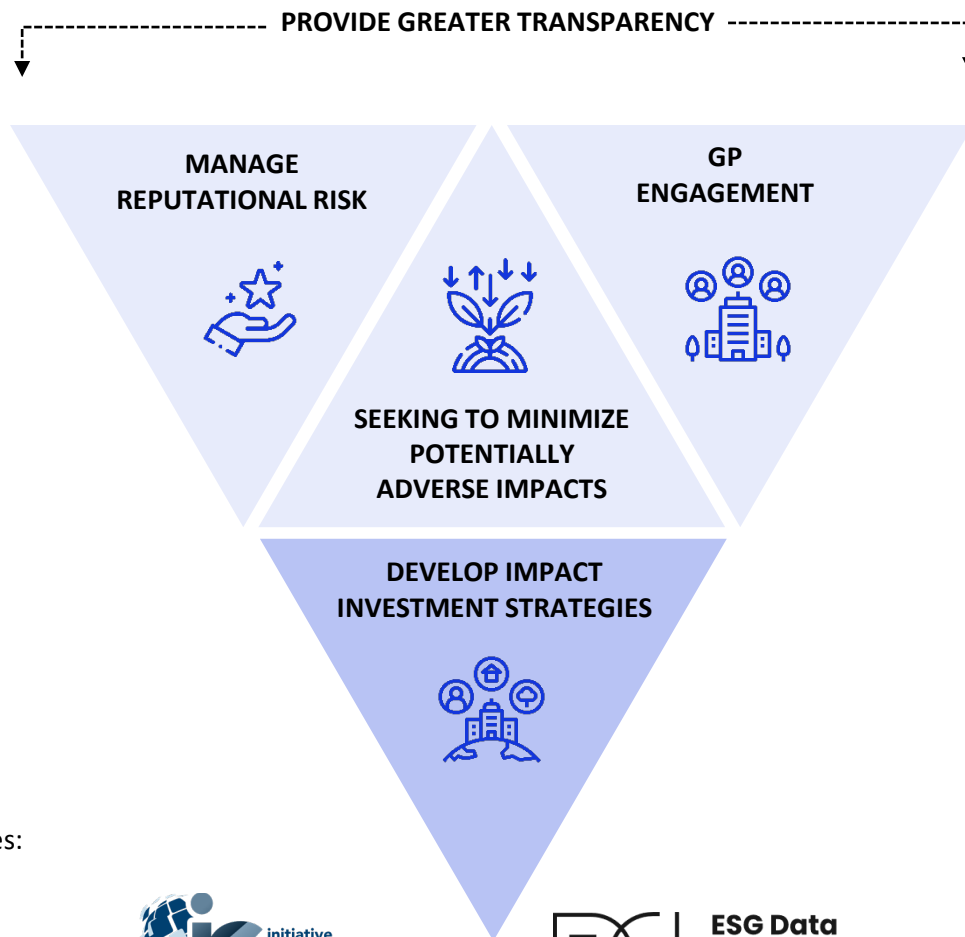 PROVIDE GREATER TRANSPARENCY
MANAGE
REPUTATIONAL RISK
GP
ENGAGEMENT
SEEKING TO MINIMIZE
POTENTIALLY
ADVERSE IMPACTS
DEVELOP IMPACT
INVESTMENT STRATEGIES
es:
ic
initiative
ESG Data